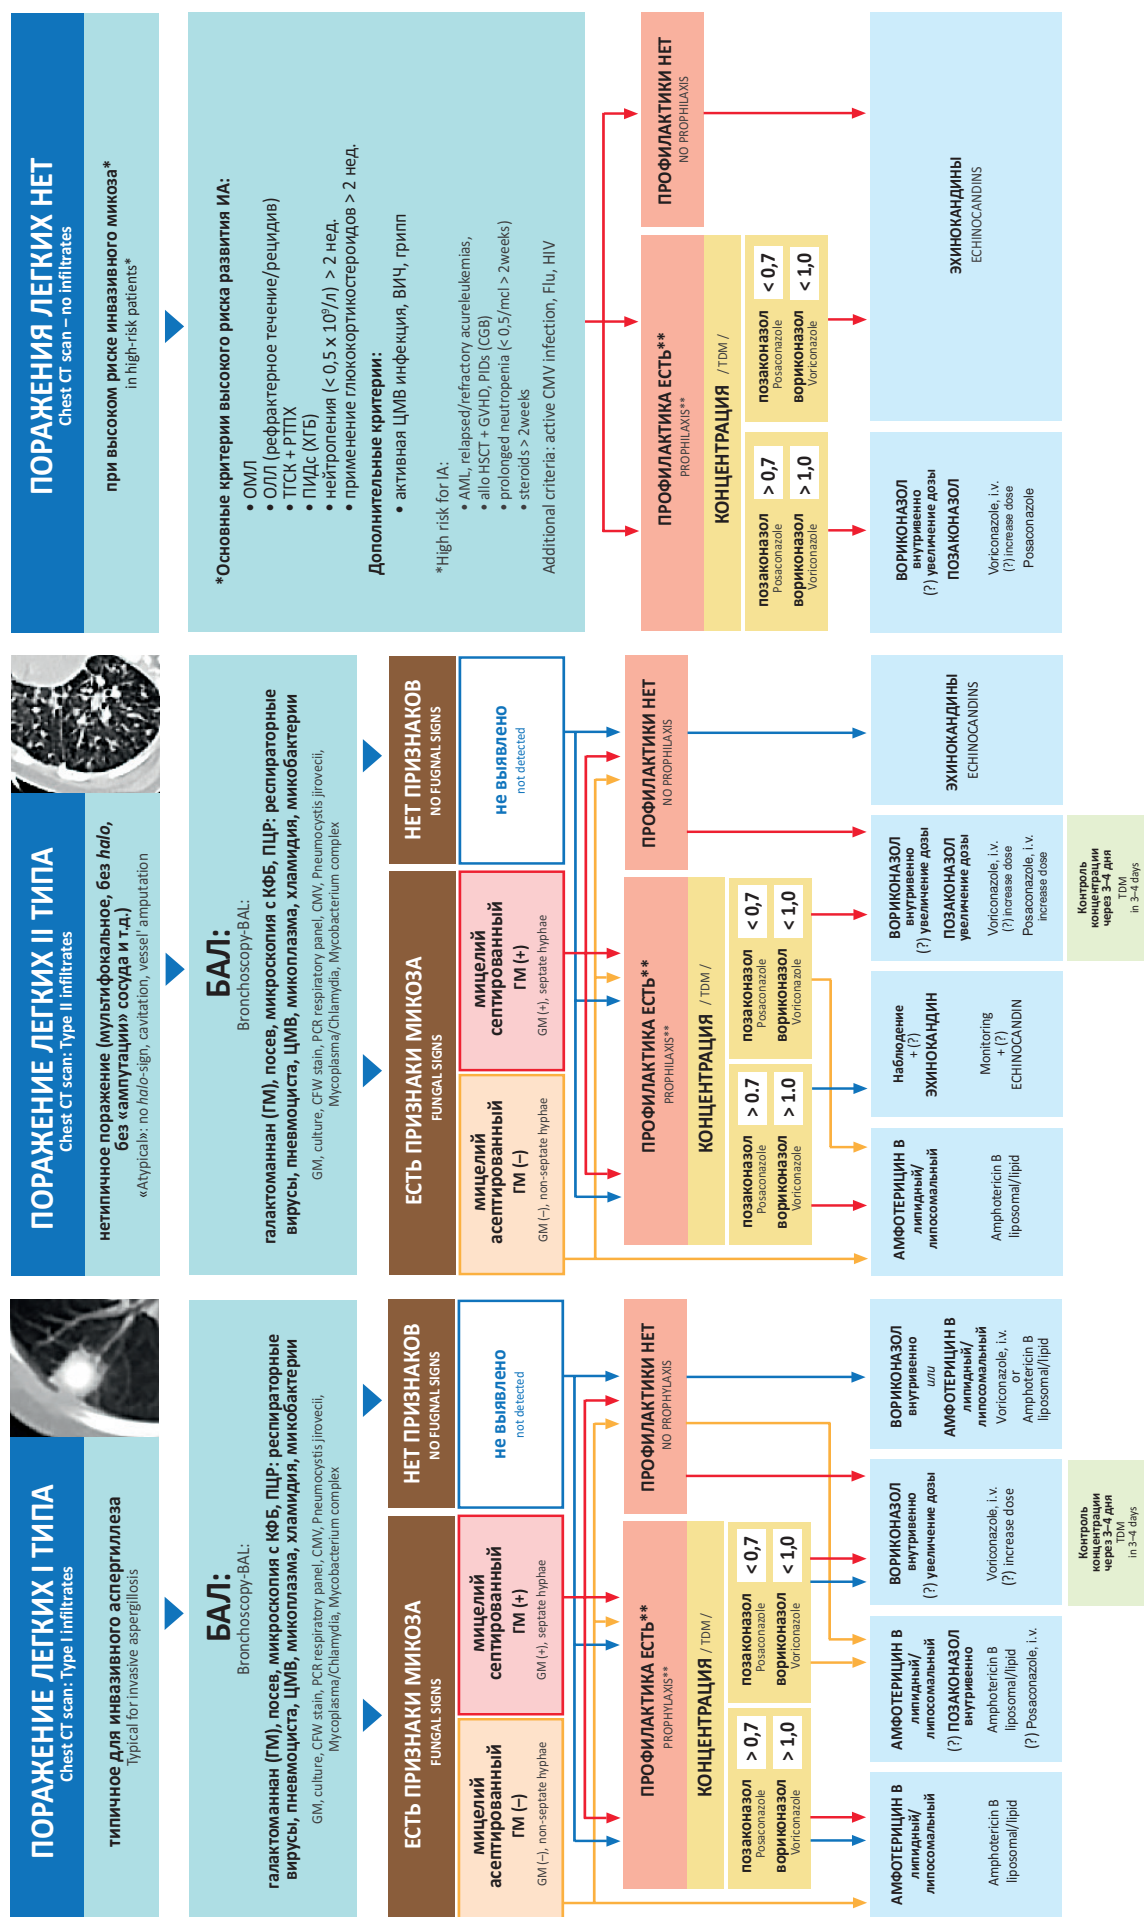 ПОРАЖЕНИЕ ЛЕГКИХ I ТИПА
Chest CT scan: Type I infiltrates
типичное для инвазивного аспергиллеза
Typical for invasive aspergillosis
БАЛ:
Bronchoscopy-BAL:
галактоманнан (ГМ), посев, микроскопия с КФБ, ПЦР: респираторные
вирусы, пневмоциста, ЦМВ, микоплазма, хламидия, микобактерии
GM, culture, CFW stain, PCR respiratory panel, CMV, Pneumocystis jirovecii,
Mycoplasma/Chlamydia, Mycobacterium complex
ЕСТЬ ПРИЗНАКИ МИКОЗА
FUNGAL SIGNS
НЕТ ПРИЗНАКОВ
NO FUGNAL SIGNS
мицелий
асептированный
ГМ (–)
GM (–), non-septate hyphae
мицелий
септированный
ГМ (+)
GM (+), septate hyphae
не выявлено
not detected
ПРОФИЛАКТИКА ЕСТЬ**
PROPHYLAXIS**
КОНЦЕНТРАЦИЯ / TDM /
позаконазол > 0,7
Posaconazole
вориконазол > 1,0
Voriconazole
позаконазол < 0,7
Posaconazole
вориконазол < 1,0
Voriconazole
ПРОФИЛАКТИКИ НЕТ
NO PROPHYLAXIS
АМФОТЕРИЦИН В
липидный/
липосомальный
Amphotericin B
liposomal/lipid
АМФОТЕРИЦИН В
липидный/
липосомальный
(?) ПОЗАКОНАЗОЛ
внутривенно
Amphotericin B
liposomal/lipid
(?) Posaconazole, i.v.
ВОРИКОНАЗОЛ
внутривенно
(?) увеличение дозы
Voriconazole, i.v.
(?) increase dose
ВОРИКОНАЗОЛ
внутривенно
или
АМФОТЕРИЦИН В
липидный/
липосомальный
Voriconazole, i.v.
or
Amphotericin B
liposomal/lipid
Контроль
концентрации
через 3–4 дня
TDM
in 3–4 days
ПОРАЖЕНИЕ ЛЕГКИХ II ТИПА
Chest CT scan: Type II infiltrates
нетипичное поражение (мультифокальное, без halo,
без «ампутации» сосуда и т.д.)
«Atypical»: no halo-sign, cavitation, vessel' amputation
БАЛ:
Bronchoscopy-BAL:
галактоманнан (ГМ), посев, микроскопия с КФБ, ПЦР: респираторные
вирусы, пневмоциста, ЦМВ, микоплазма, хламидия, микобактерии
GM, culture, CFW stain, PCR respiratory panel, CMV, Pneumocystis jirovecii,
Mycoplasma/Chlamydia, Mycobacterium complex
ЕСТЬ ПРИЗНАКИ МИКОЗА
FUNGAL SIGNS
НЕТ ПРИЗНАКОВ
NO FUGNAL SIGNS
мицелий
асептированный
ГМ (–)
GM (–), non-septate hyphae
мицелий
септированный
ГМ (+)
GM (+), septate hyphae
не выявлено
not detected
ПРОФИЛАКТИКА ЕСТЬ**
PROPHILAXIS**
КОНЦЕНТРАЦИЯ / TDM /
позаконазол > 0.7
Posaconazole
вориконазол > 1.0
Voriconazole
позаконазол < 0,7
Posaconazole
вориконазол < 1,0
Voriconazole
ПРОФИЛАКТИКИ НЕТ
NO PROPHILAXIS
АМФОТЕРИЦИН В
липидный/
липосомальный
Amphotericin B
liposomal/lipid
Наблюдение
+ (?)
ЭХИНОКАНДИН
Monitoring
+ (?)
ECHINOCANDIN
ВОРИКОНАЗОЛ
внутривенно
(?) увеличение дозы
ПОЗАКОНАЗОЛ
увеличение дозы
Voriconazole, i.v.
(?) increase dose
Posaconazole, i.v.
increase dose
ЭХИНОКАНДИНЫ
ECHINOCANDINS
Контроль
концентрации
через 3–4 дня
TDM
in 3–4 days
ПОРАЖЕНИЯ ЛЕГКИХ НЕТ
Chest CT scan – no infiltrates
при высоком риске инвазивного микоза*
in high-risk patients*
*Основные критерии высокого риска развития ИА:
• ОМЛ
• ОЛЛ (рефрактерное течение/рецидив)
• ТГСК + РТПХ
• ПИДс (ХГБ)
• нейтропения (< 0,5 x 10⁹/л) > 2 нед.
• применение глюкокортикостероидов > 2 нед.
Дополнительные критерии:
• активная ЦМВ инфекция, ВИЧ, грипп
*High risk for IA:
• AML, relapsed/refractory acureleukemias,
• allo HSCT + GVHD, PIDs (CGB)
• prolonged neutropenia (< 0,5/mcl > 2weeks)
• steroids > 2weeks
Additional criteria: active CMV infection, Flu, HIV
ПРОФИЛАКТИКА ЕСТЬ**
PROPHILAXIS**
КОНЦЕНТРАЦИЯ / TDM /
позаконазол > 0,7
Posaconazole
вориконазол > 1,0
Voriconazole
позаконазол < 0,7
Posaconazole
вориконазол < 1,0
Voriconazole
ПРОФИЛАКТИКИ НЕТ
NO PROPHILAXIS
ВОРИКОНАЗОЛ
внутривенно
(?) увеличение дозы
ПОЗАКОНАЗОЛ
Voriconazole, i.v.
(?) increase dose
Posaconazole
ЭХИНОКАНДИНЫ
ECHINOCANDINS